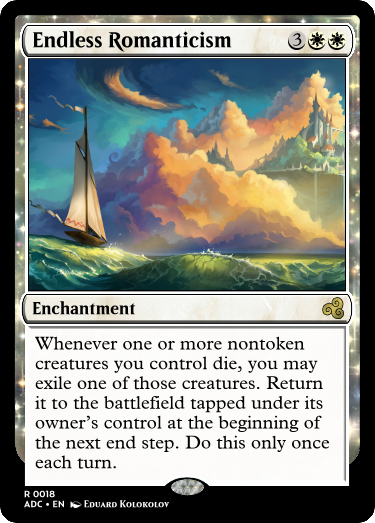 Endless Romanticism 3
Enchantment
Whenever one or more nontoken
creatures you control die, you may
exile one of those creatures. Return
it to the battlefield tapped under its
owner's control at the beginning of
the next end step. Do this only once
each turn.
R 0018
ADC • EN Eduard Kolokolov